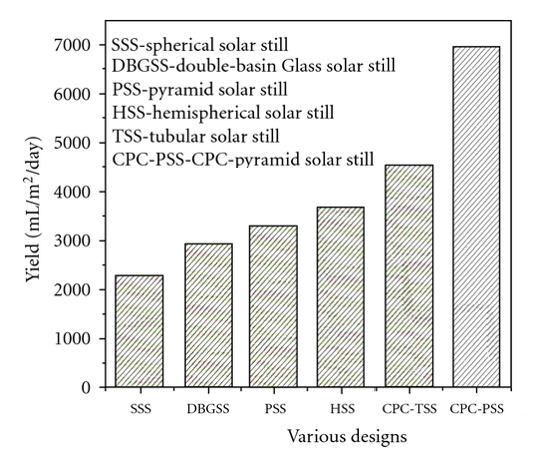 SSS-spherical solar still
DBGSS-double-basin Glass solar still
PSS-pyramid solar still
HSS-hemispherical solar still
TSS-tubular solar still
CPC-PSS-CPC-pyramid solar still
Yield (mL/m²/day)
7000
6000
5000
4000
3000
2000
1000
0
SSS DBGSS PSS HSS CPC-TSS CPC-PSS
Various designs